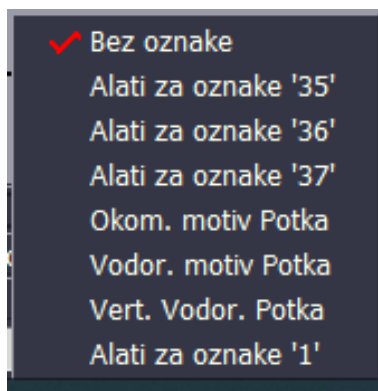 Bez oznake
Alati za oznake '35'
Alati za oznake '36'
Alati za oznake '37'
Okom. motiv Potka
Vodor. motiv Potka
Vert. Vodor. Potka
Alati za oznake '1'